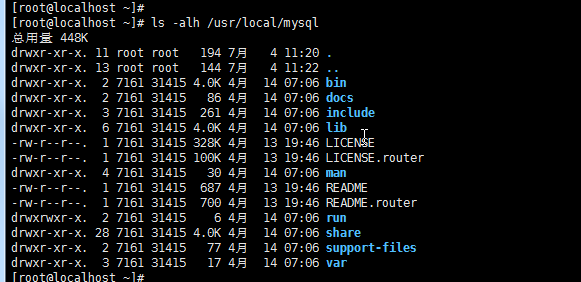 [root@localhost ~]#
[root@localhost ~]# ls -alh /usr/local/mysql
总用量 448K
drwxr-xr-x. 11 root root   194 7月   4 11:20 .
drwxr-xr-x. 13 root root   144 7月   4 11:22 ..
drwxr-xr-x.  2 7161 31415 4.0K 4月  14 07:06 bin
drwxr-xr-x.  2 7161 31415   86 4月  14 07:06 docs
drwxr-xr-x.  3 7161 31415  261 4月  14 07:06 include
drwxr-xr-x.  6 7161 31415 4.0K 4月  14 07:06 lib
-rw-r--r--.  1 7161 31415 328K 4月  13 19:46 LICENSE
-rw-r--r--.  1 7161 31415 100K 4月  13 19:46 LICENSE.router
drwxr-xr-x.  4 7161 31415   30 4月  14 07:06 man
-rw-r--r--.  1 7161 31415  687 4月  13 19:46 README
-rw-r--r--.  1 7161 31415  700 4月  13 19:46 README.router
drwxrwxr-x.  2 7161 31415    6 4月  14 07:06 run
drwxr-xr-x. 28 7161 31415 4.0K 4月  14 07:06 share
drwxr-xr-x.  2 7161 31415   77 4月  14 07:06 support-files
drwxr-xr-x.  3 7161 31415   17 4月  14 07:06 var
[root@localhost ~]#